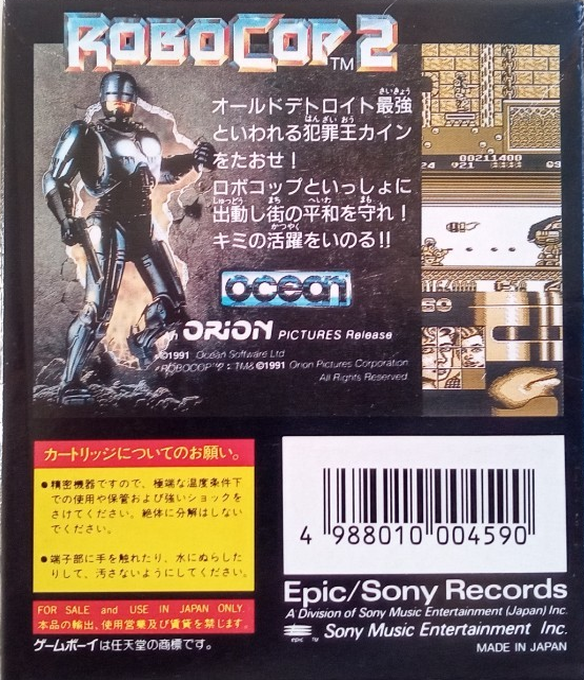 ROBOCOP 2 TM
オールドデトロイト最強
といわれる犯罪王カイン
をたおせ！
ロボコップといっしょに
出動し街の平和を守れ！
キミの活躍をいのる!!
ocean
An ORION PICTURES Release
©1991 Ocean Software Ltd
©1991 Orion Pictures Corporation.
All Rights Reserved.
00211400
カートリッジについてのお願い。
●精密機器ですので、極端な温度条件下
での使用や保管および強いショックを
さけてください。絶体に分解はしない
でください。
●端子部に手を触れたり、水にぬらした
りして、汚さないようにしてください。
FOR SALE and USE IN JAPAN ONLY
本品の輸出、使用営業及び賃貸を禁じます。
ゲームボーイは任天堂の商標です。
4 988010 004590
Epic/Sony Records
A Division of Sony Music Entertainment (Japan) Inc.
epic TM Sony Music Entertainment Inc.
MADE IN JAPAN